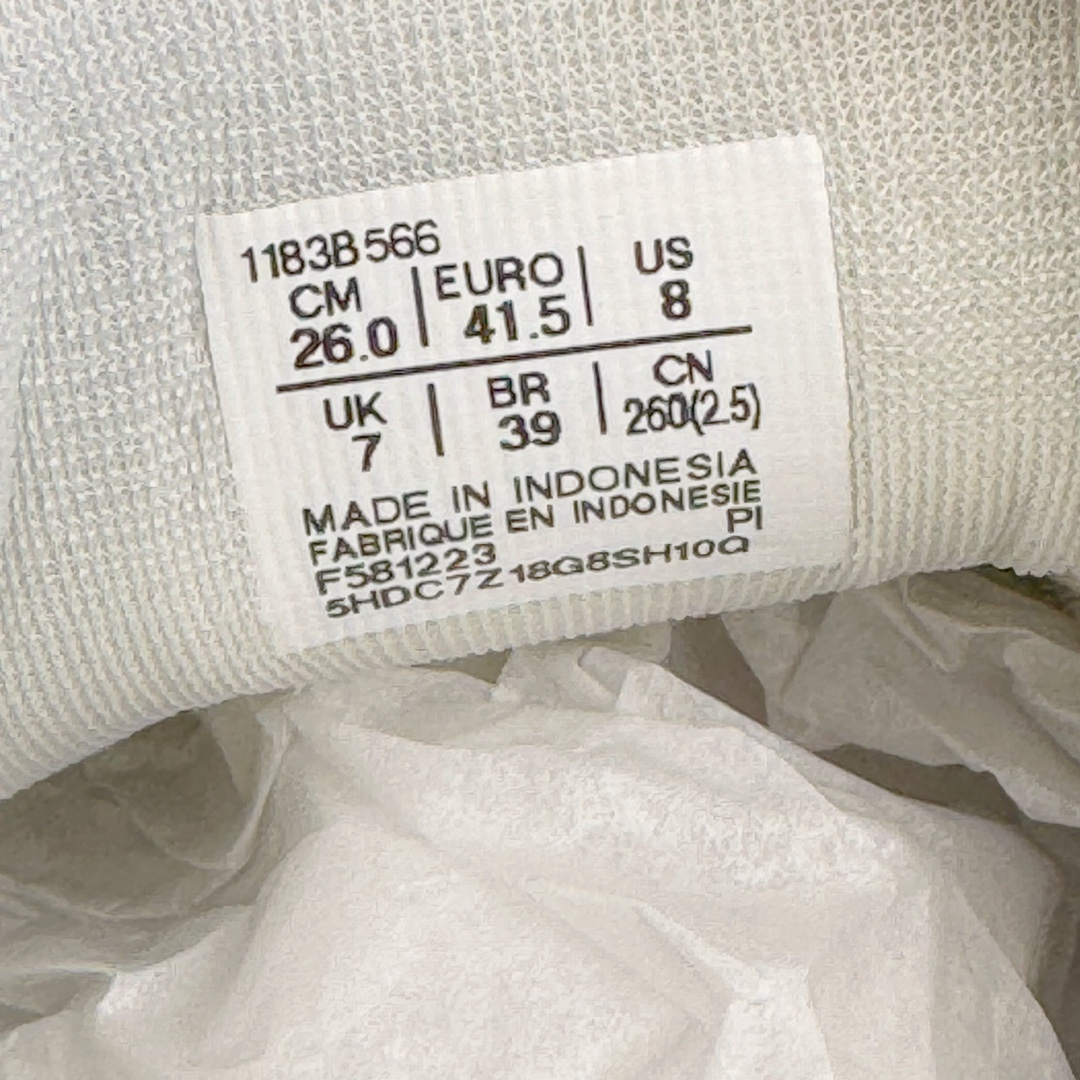 1183B566
CM | EURO | US
26.0 | 41.5 | 8
UK | BR | CN
7 | 39 | 260(2.5)
MADE IN INDONESIA
FABRIQUE EN INDONESIE
F581223 PI
5HDC7Z18G8SH10Q